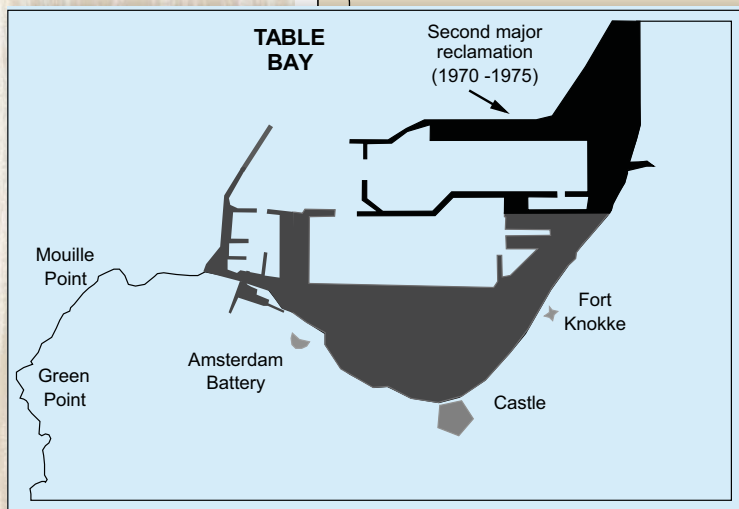 TABLE
BAY
Second major
reclamation
(1970 -1975)
Mouille
Point
Green
Point
Amsterdam
Battery
Fort
Knokke
Castle